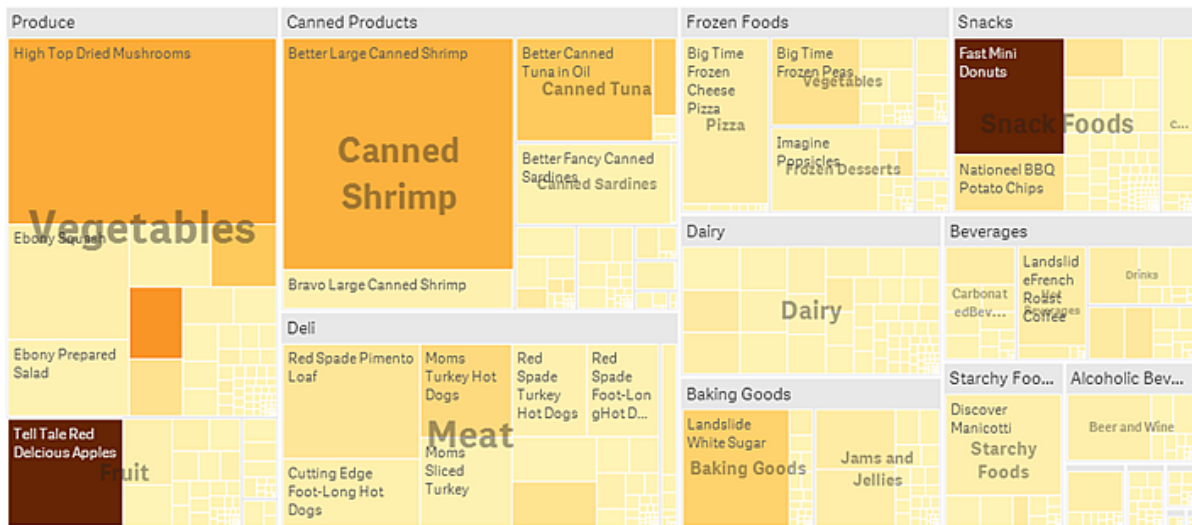 Produce
High Top Dried Mushrooms
Vegetables
Ebony Squash
Ebony Prepared
Salad
Tell Tale Red
Delcious Apples
Fruit
Canned Products
Better Large Canned Shrimp
Canned
Shrimp
Bravo Large Canned Shrimp
Better Canned
Tuna in Oil
Canned Tuna
Better Fancy Canned
Sardines
Canned Sardines
Deli
Red Spade Pimento
Loaf
Cutting Edge
Foot-Long Hot
Dogs
Moms
Turkey Hot
Dogs
Meat
Moms
Sliced
Turkey
Red
Spade
Turkey
Hot Dogs
Red
Spade
Foot-Lon
gHot D...
Frozen Foods
Big Time
Frozen
Cheese
Pizza
Pizza
Big Time
Frozen Peas
Vegetables
Imagine
Popsicles
Frozen Desserts
Dairy
Dairy
Baking Goods
Landslide
White Sugar
Baking Goods
Jams and
Jellies
Snacks
Fast Mini
Donuts
Snack Foods
Nationeel BBQ
Potato Chips
c...
Beverages
Carbonat
edBev...
Landslid
eFrench
Roast
Coffee
Hot
Beverages
Drinks
Starchy Foo...
Discover
Manicotti
Starchy
Foods
Alcoholic Bev...
Beer and Wine